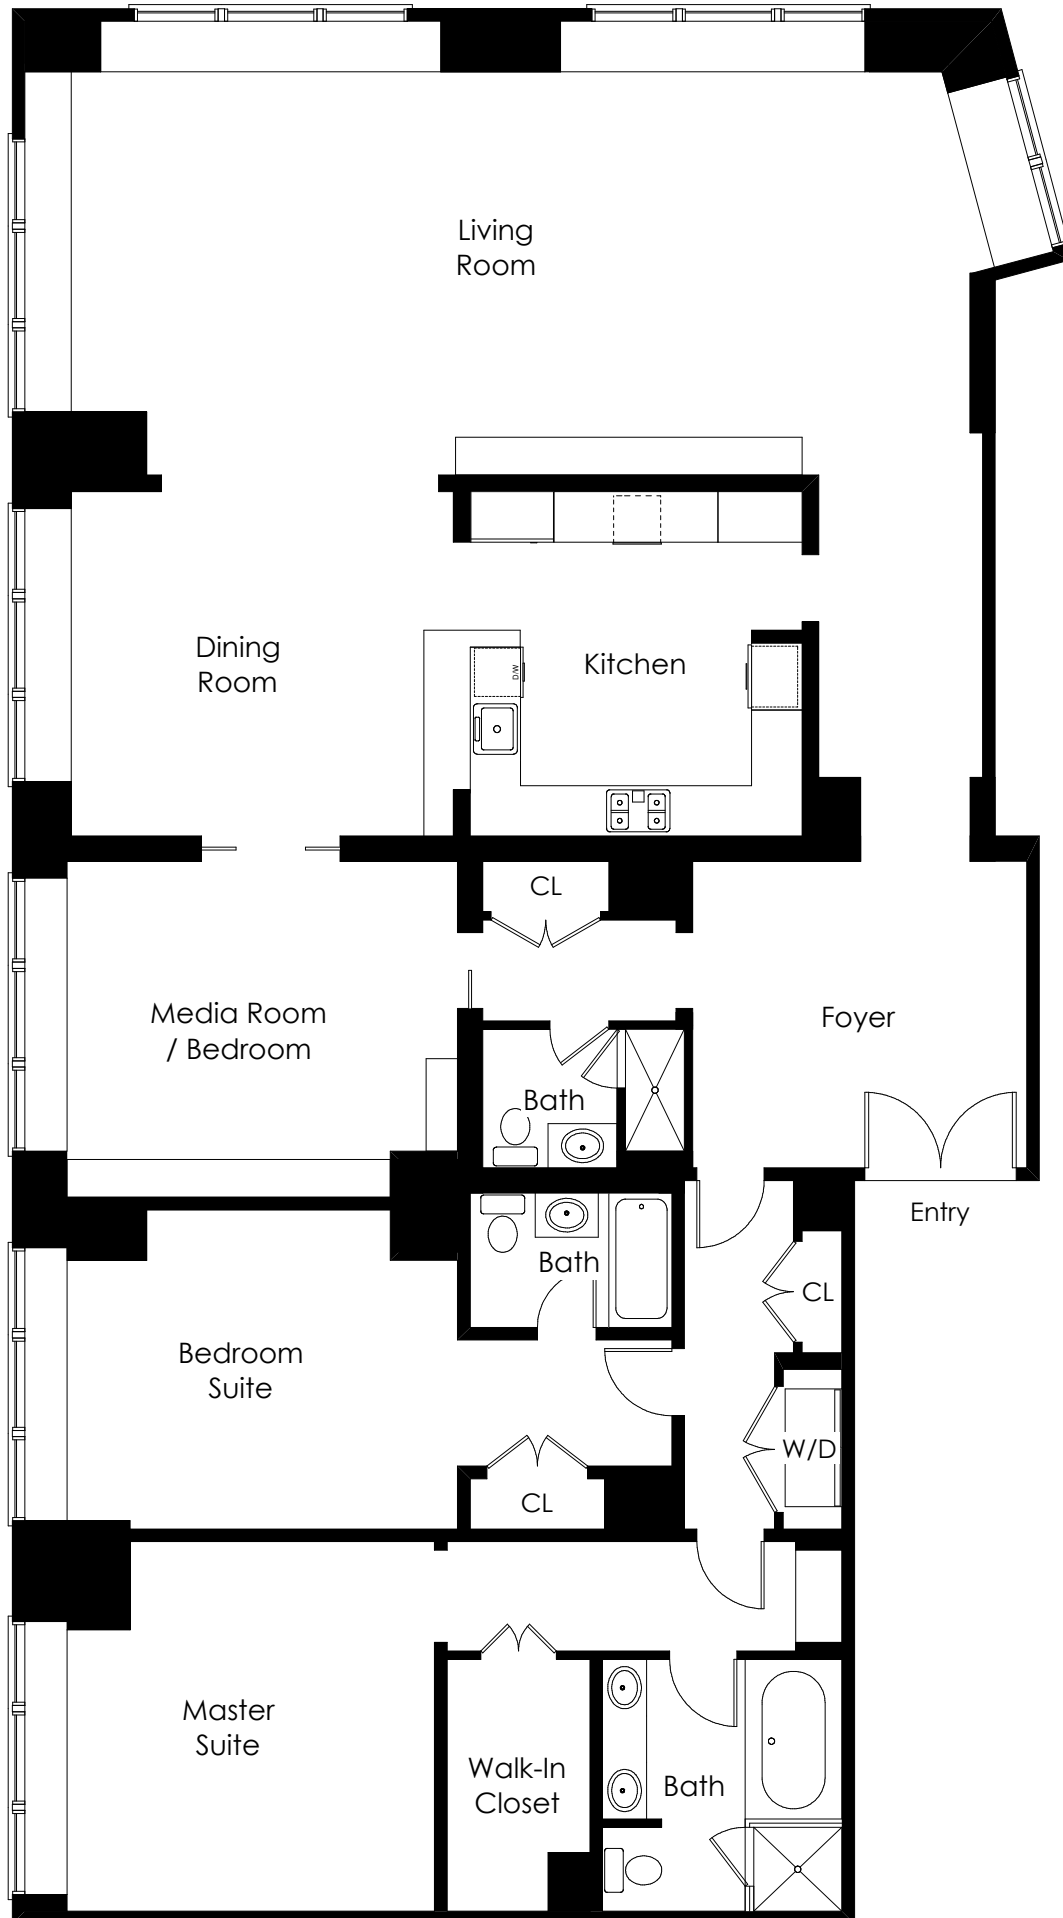 Living
Room
Dining
Room
Kitchen
D/W
CL
Media Room
/ Bedroom
Foyer
Bath
Entry
Bath
CL
Bedroom
Suite
W/D
CL
Master
Suite
Walk-In
Closet
Bath